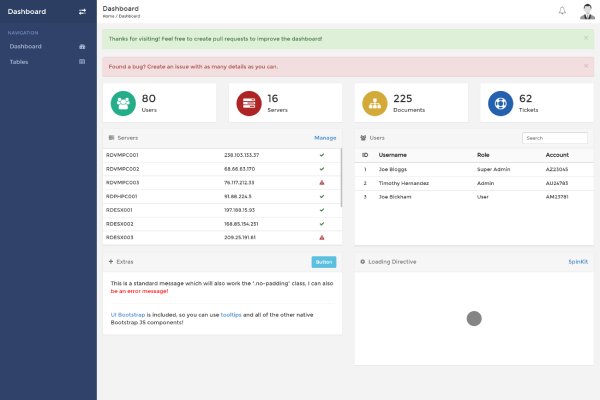 Dashboard
NAVIGATION
Dashboard
Tables
Dashboard
Home / Dashboard
Thanks for visiting! Feel free to create pull requests to improve the dashboard!
×
Found a bug? Create an issue with as many details as you can.
×
80
Users
16
Servers
225
Documents
62
Tickets
Servers
Manage
RDVMPC001 238.103.133.37
RDVMPC002 68.66.63.170
RDVMPC003 76.117.212.33
RDPHPC001 91.88.224.5
RDESX001 197.188.15.93
RDESX002 168.85.154.251
RDESX003 209.25.191.61
Users
Search
ID Username Role Account
1 Joe Bloggs Super Admin AZ23045
2 Timothy Hernandez Admin AU24783
3 Joe Bickham User AM23781
Extras
Button
This is a standard message which will also work the ".no-padding" class, I can also
be an error message!
UI Bootstrap is included, so you can use tooltips and all of the other native
Bootstrap JS components!
Loading Directive
SpinKit